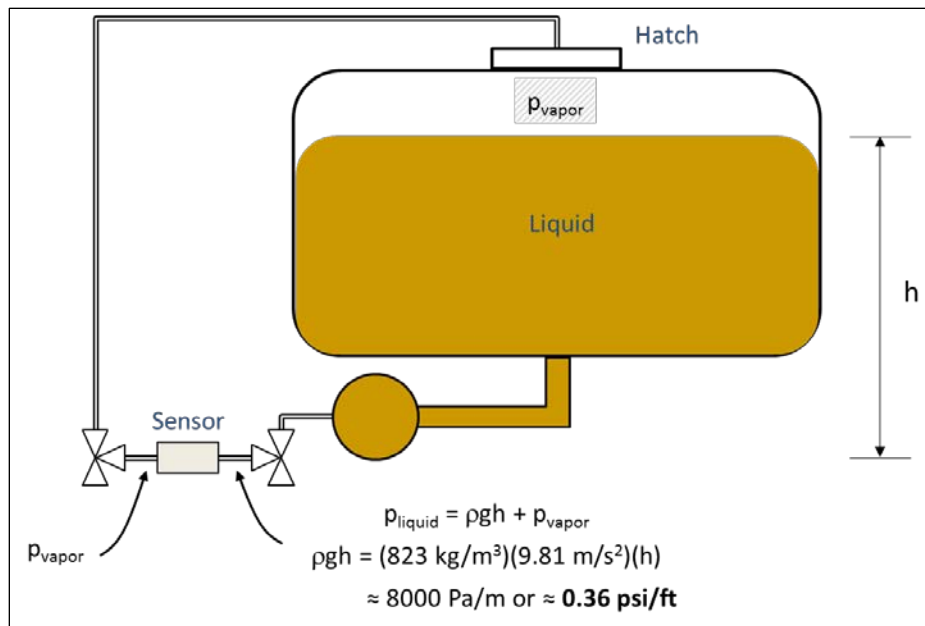 Hatch
pvapor
Liquid
h
Sensor
pvapor
pliquid = ρgh + pvapor
ρgh = (823 kg/m³)(9.81 m/s²)(h)
≈ 8000 Pa/m or ≈ 0.36 psi/ft